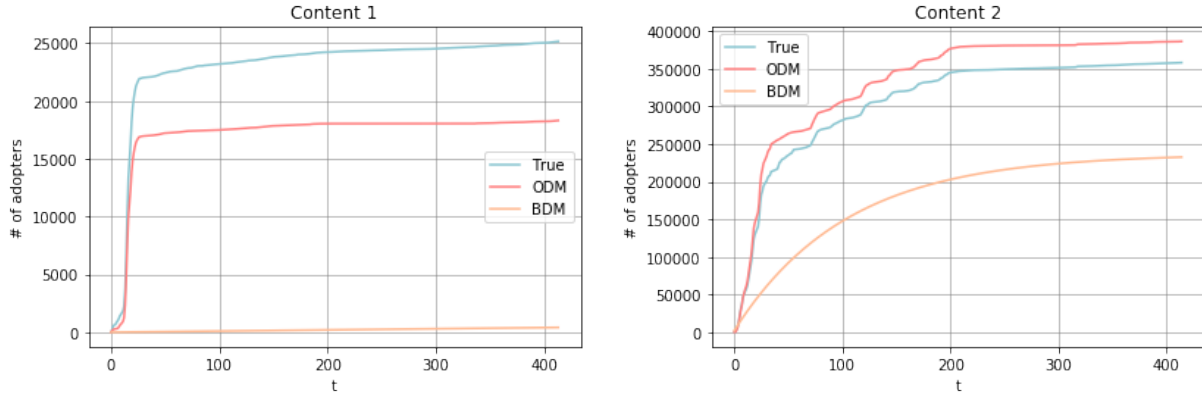 Content 1
# of adopters
25000
20000
15000
10000
5000
0
0 100 200 300 400
t
True
ODM
BDM
Content 2
# of adopters
400000
350000
300000
250000
200000
150000
100000
50000
0
0 100 200 300 400
t
True
ODM
BDM